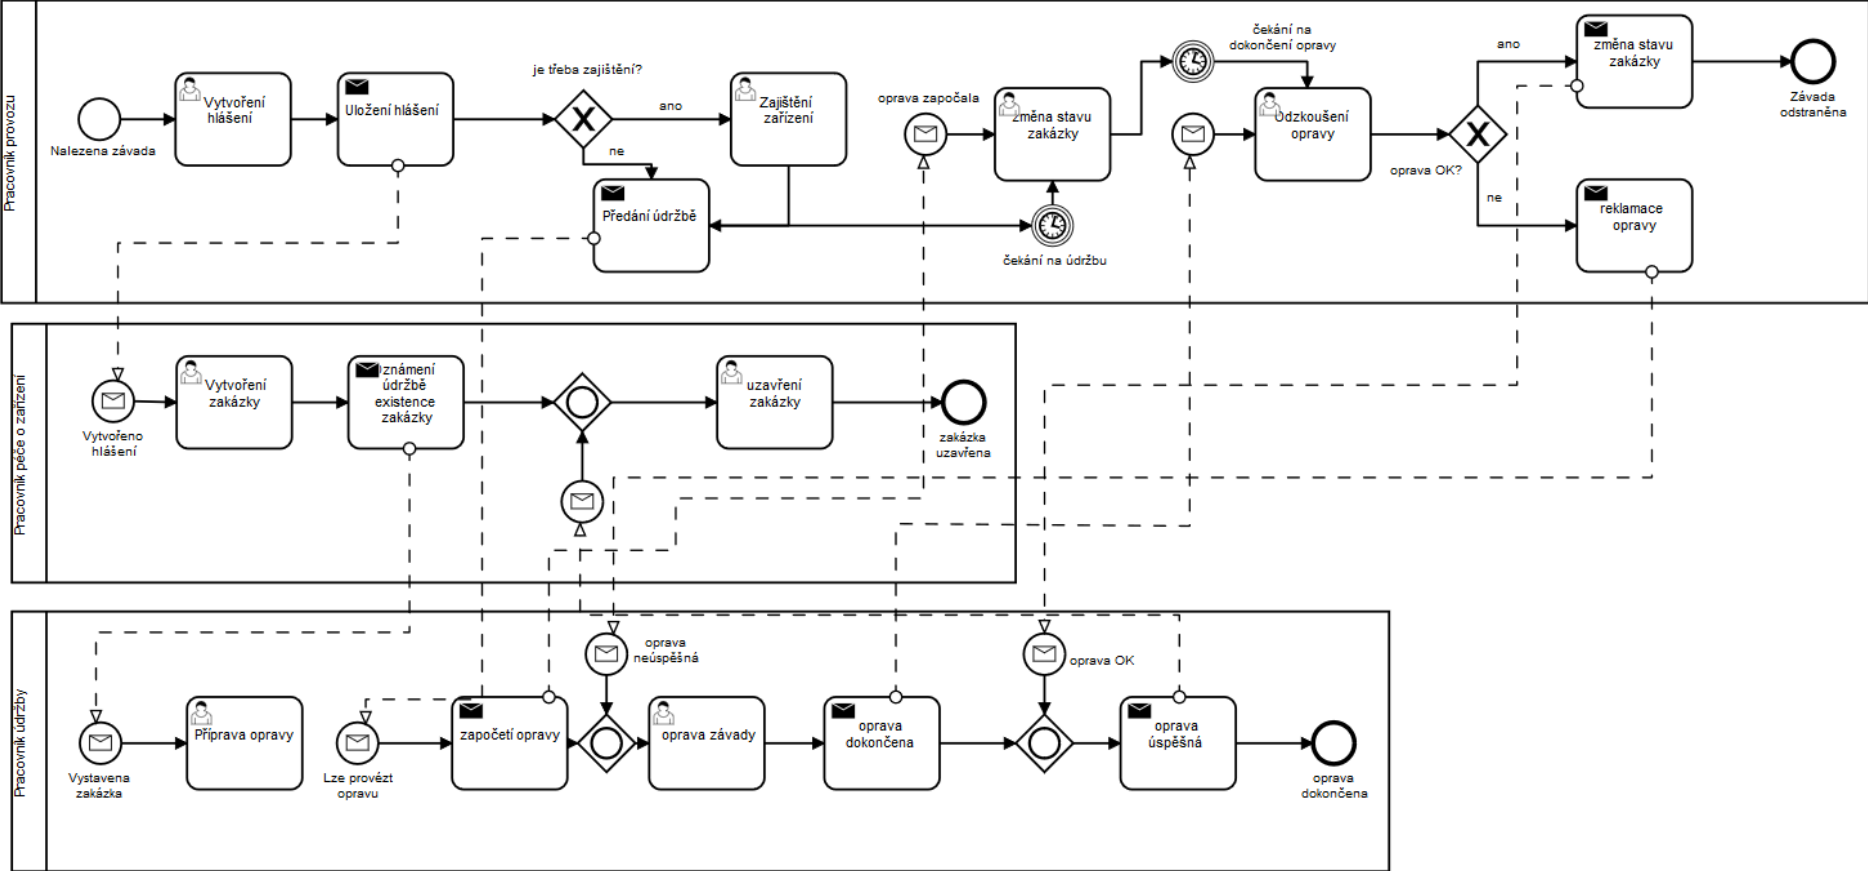 Pracovník provozu
Nalezena závada
Vytvoření
hlášení
Uložení hlášení
je třeba zajištění?
ano
ne
Zajištění
zařízení
Předání údržbě
oprava započala
změna stavu
zakázky
čekání na údržbu
čekání na
dokončení opravy
Odzkoušení
opravy
oprava OK?
ano
ne
změna stavu
zakázky
reklamace
opravy
Závada
odstraněna
Pracovník péče o zařízení
Vytvořeno
hlášení
Vytvoření
zakázky
známení
údržbě
existence
zakázky
uzavření
zakázky
zakázka
uzavřena
Pracovník údržby
Vystavena
zakázka
Příprava opravy
Lze provézt
opravu
započetí opravy
oprava
neúspěšná
oprava závady
oprava
dokončena
oprava OK
oprava
úspěšná
oprava
dokončena